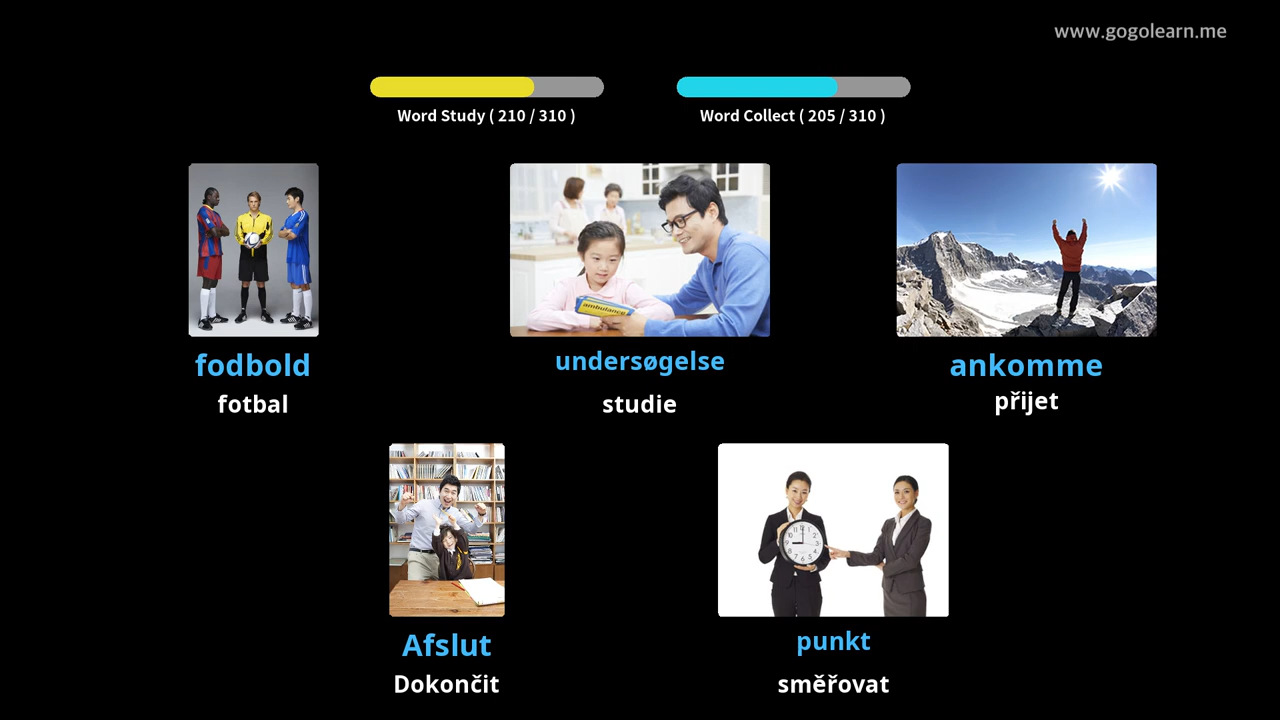 www.gogolearn.me
Word Study ( 210 / 310 )
Word Collect ( 205 / 310 )
ambulance
fodbold
undersøgelse
ankomme
fotbal
studie
přijet
Afslut
punkt
Dokončit
směřovat